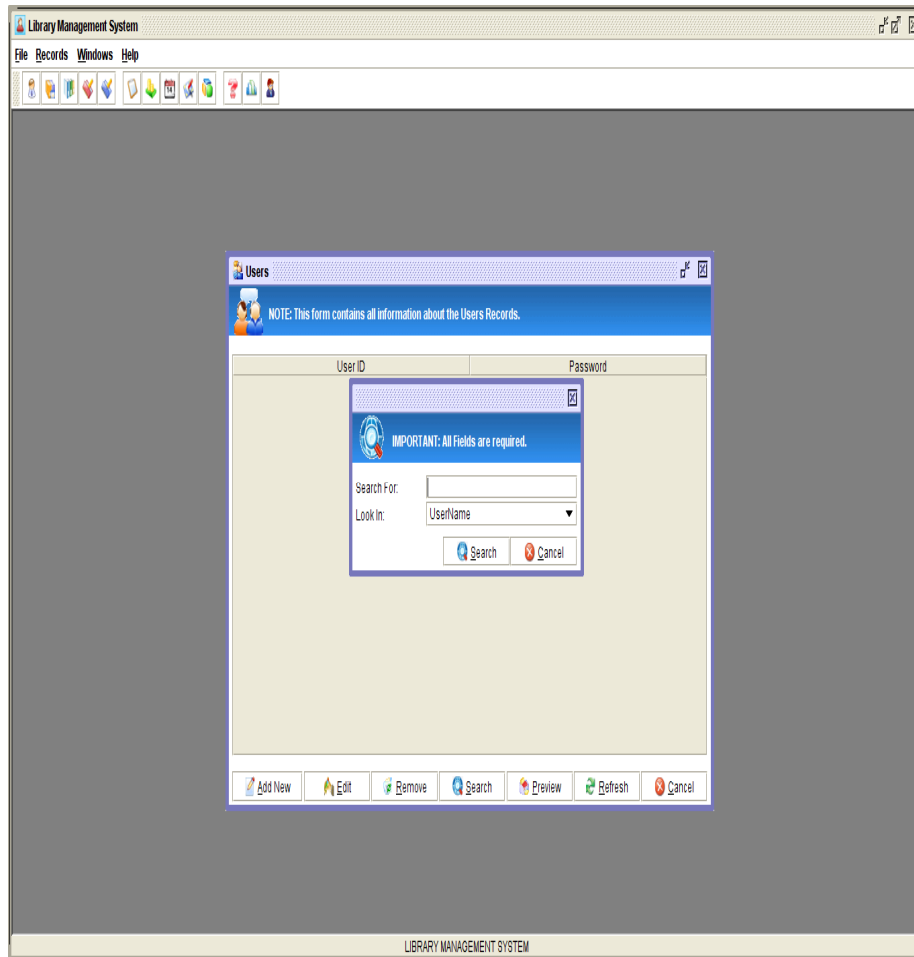 Library Management System
File Records Windows Help
14
Users
NOTE: This form contains all information about the Users Records.
User ID Password
IMPORTANT: All Fields are required.
Search For:
Look In: UserName
Search Cancel
Add New Edit Remove Search Preview Refresh Cancel
LIBRARY MANAGEMENT SYSTEM